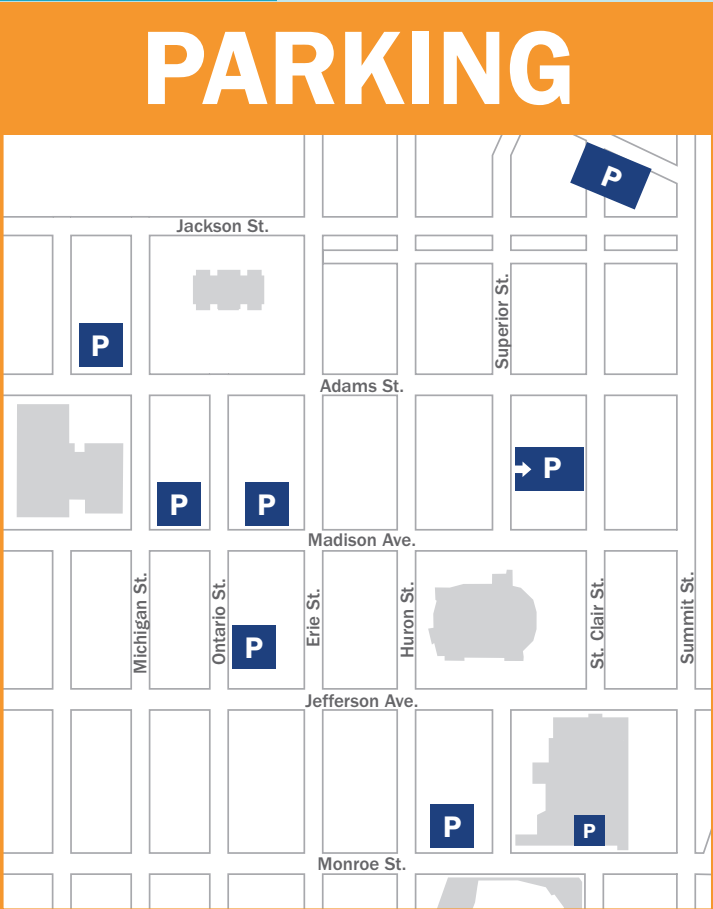 PARKING
P
Jackson St.
Superior St.
P
Adams St.
P
P
P
Madison Ave.
Michigan St.
Ontario St.
Erie St.
Huron St.
St. Clair St.
Summit St.
P
Jefferson Ave.
P
P
Monroe St.